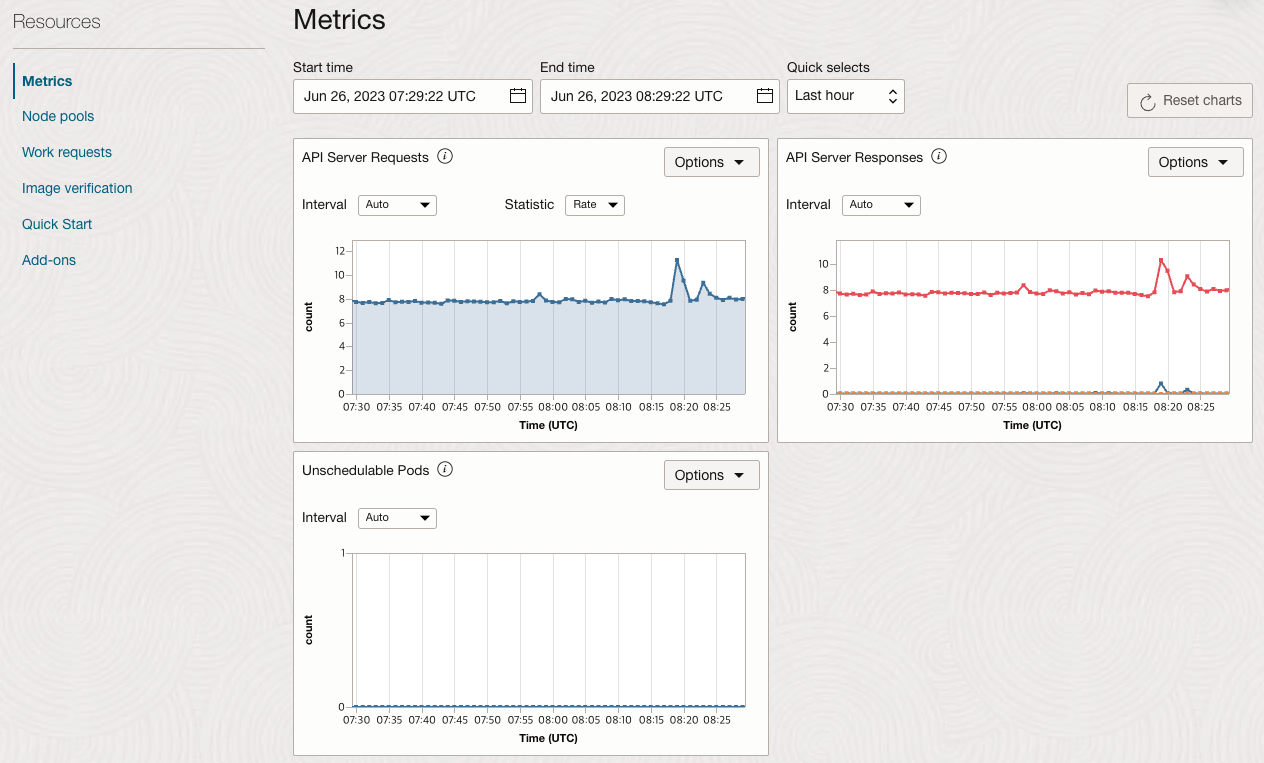 Resources
Metrics
Node pools
Work requests
Image verification
Quick Start
Add-ons
Metrics
Start time
End time
Quick selects
Jun 26, 2023 07:29:22 UTC
Jun 26, 2023 08:29:22 UTC
Last hour
Reset charts
API Server Requests
Options
Interval
Auto
Statistic
Rate
12
10
8
6
4
2
0
count
07:30 07:35 07:40 07:45 07:50 07:55 08:00 08:05 08:10 08:15 08:20 08:25
Time (UTC)
API Server Responses
Options
Interval
Auto
10
8
6
4
2
0
count
07:30 07:35 07:40 07:45 07:50 07:55 08:00 08:05 08:10 08:15 08:20 08:25
Time (UTC)
Unschedulable Pods
Options
Interval
Auto
1
0
count
07:30 07:35 07:40 07:45 07:50 07:55 08:00 08:05 08:10 08:15 08:20 08:25
Time (UTC)